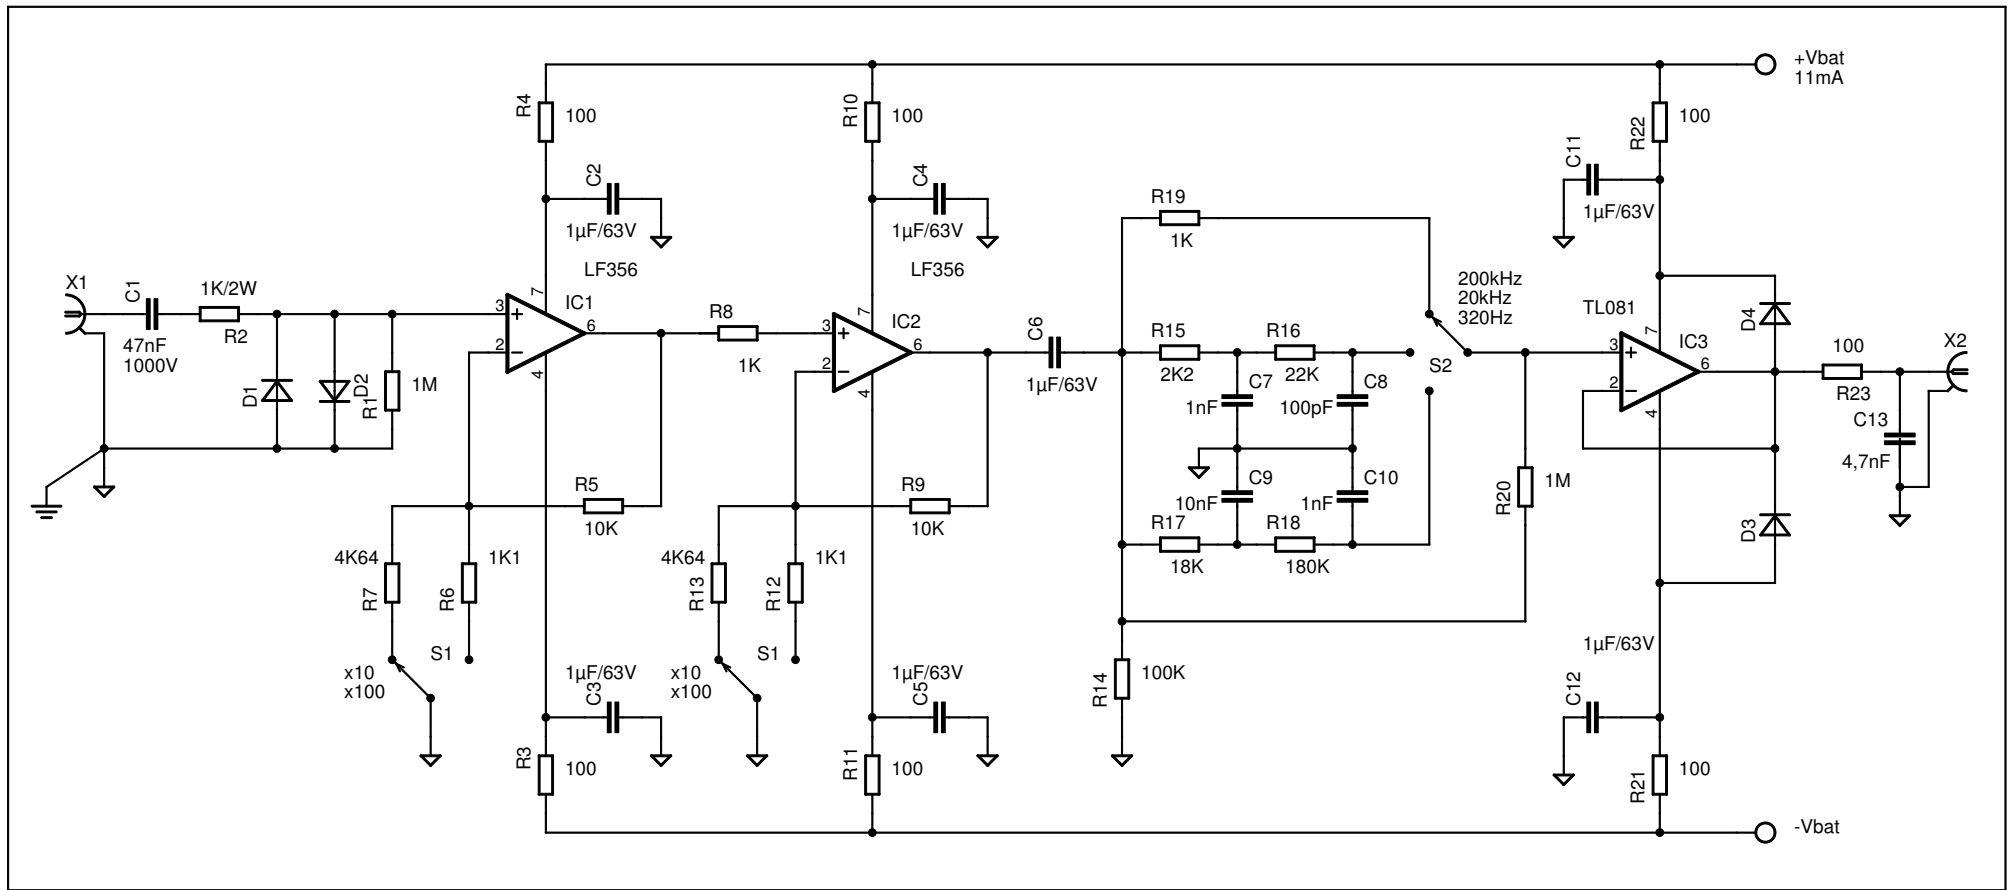 +Vbat
11mA
R4
100
R10
100
R22
100
C2
1µF/63V
C4
1µF/63V
C11
1µF/63V
LF356
LF356
R19
1K
X1
C1
47nF
1000V
1K/2W
R2
D1
D2
R1
1M
3
2
7
4
6
IC1
R8
1K
3
2
7
4
6
IC2
C6
1µF/63V
R15
2K2
R16
22K
C7
1nF
C8
100pF
C9
10nF
C10
1nF
R17
18K
R18
180K
200kHz
20kHz
320Hz
S2
R20
1M
TL081
3
2
7
4
6
IC3
D4
D3
100
R23
X2
C13
4,7nF
R5
10K
R9
10K
4K64
R7
1K1
R6
4K64
R13
1K1
R12
S1
x10
x100
S1
x10
x100
1µF/63V
C3
1µF/63V
C5
R14
100K
1µF/63V
C12
R3
100
R11
100
R21
100
-Vbat